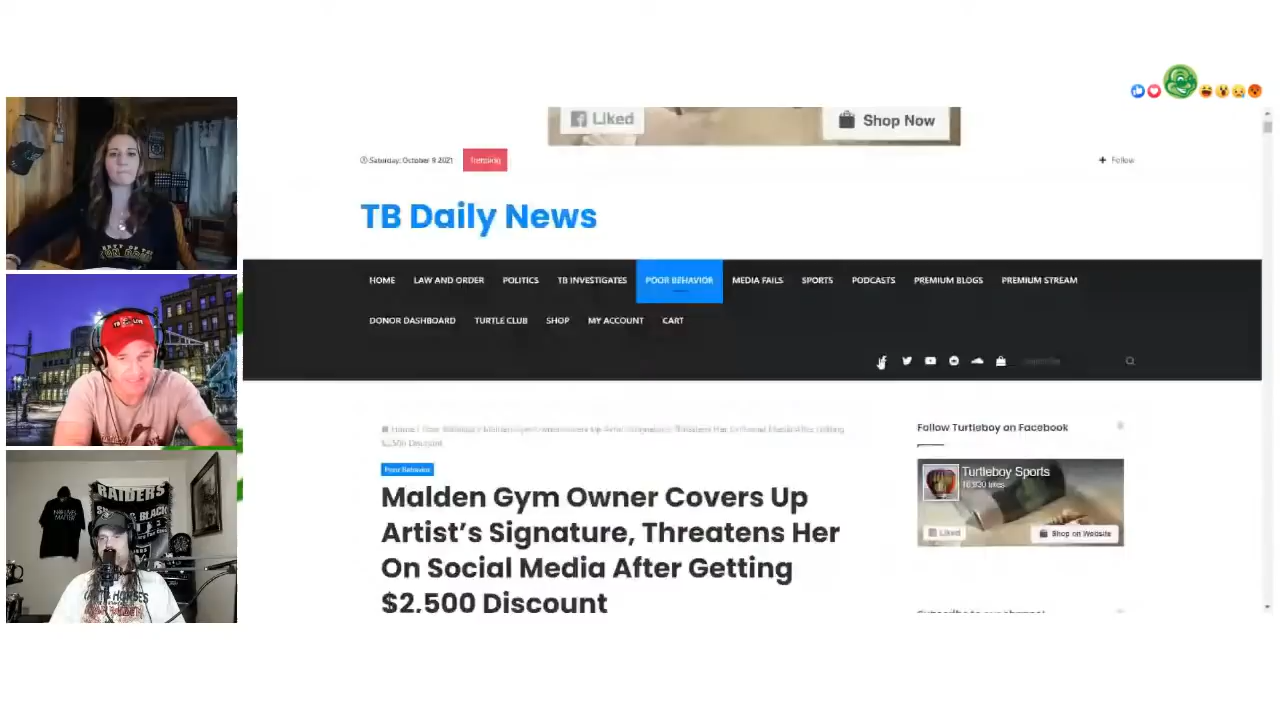 Liked
Shop Now
Saturday, October 9 2021
Trending
Follow
TB Daily News
HOME LAW AND ORDER POLITICS TB INVESTIGATES POOR BEHAVIOR MEDIA FAILS SPORTS PODCASTS PREMIUM BLOGS PREMIUM STREAM
DONOR DASHBOARD TURTLE CLUB SHOP MY ACCOUNT CART
Poor Behavior
Malden Gym Owner Covers Up
Artist's Signature, Threatens Her
On Social Media After Getting
$2,500 Discount
Follow Turtleboy on Facebook
Turtleboy Sports
Liked
Shop on Website
RAIDERS